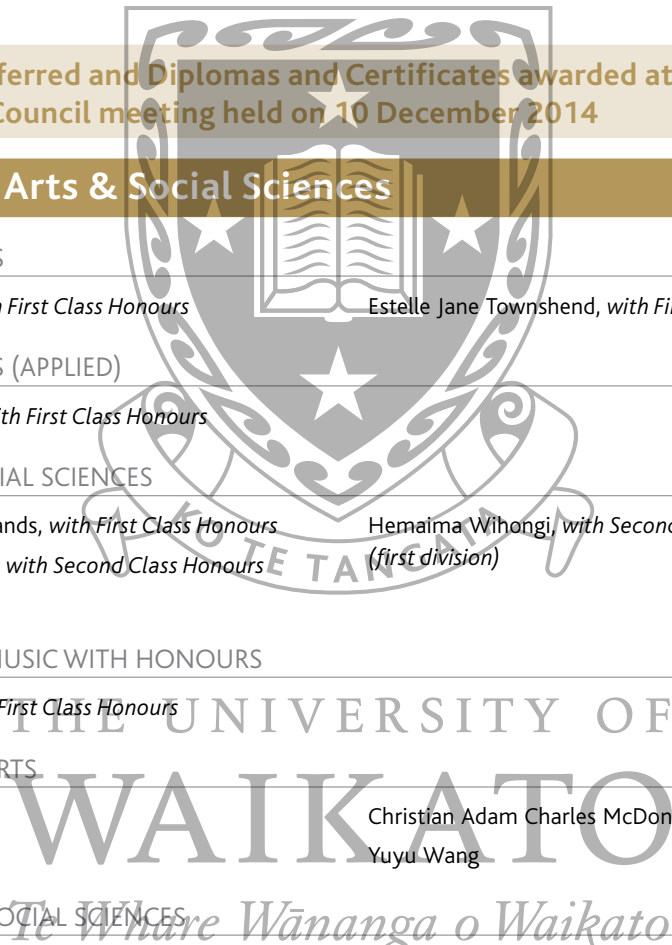 ferred and Diplomas and Certificates awarded at
Council meeting held on 10 December 2014
Arts & Social Sciences
S
First Class Honours
Estelle Jane Townshend, with Fi
S (APPLIED)
ith First Class Honours
IAL SCIENCES
ands, with First Class Honours
with Second Class Honours
Hemaima Wihongi, with Second
(first division)
KO TE TANGATA
MUSIC WITH HONOURS
First Class Honours
THE UNIVERSITY OF
RTS
WAIKATO
Christian Adam Charles McDon
Yuyu Wang
OCIAL SCIENCES
Te Whare Wānanga o Waikato